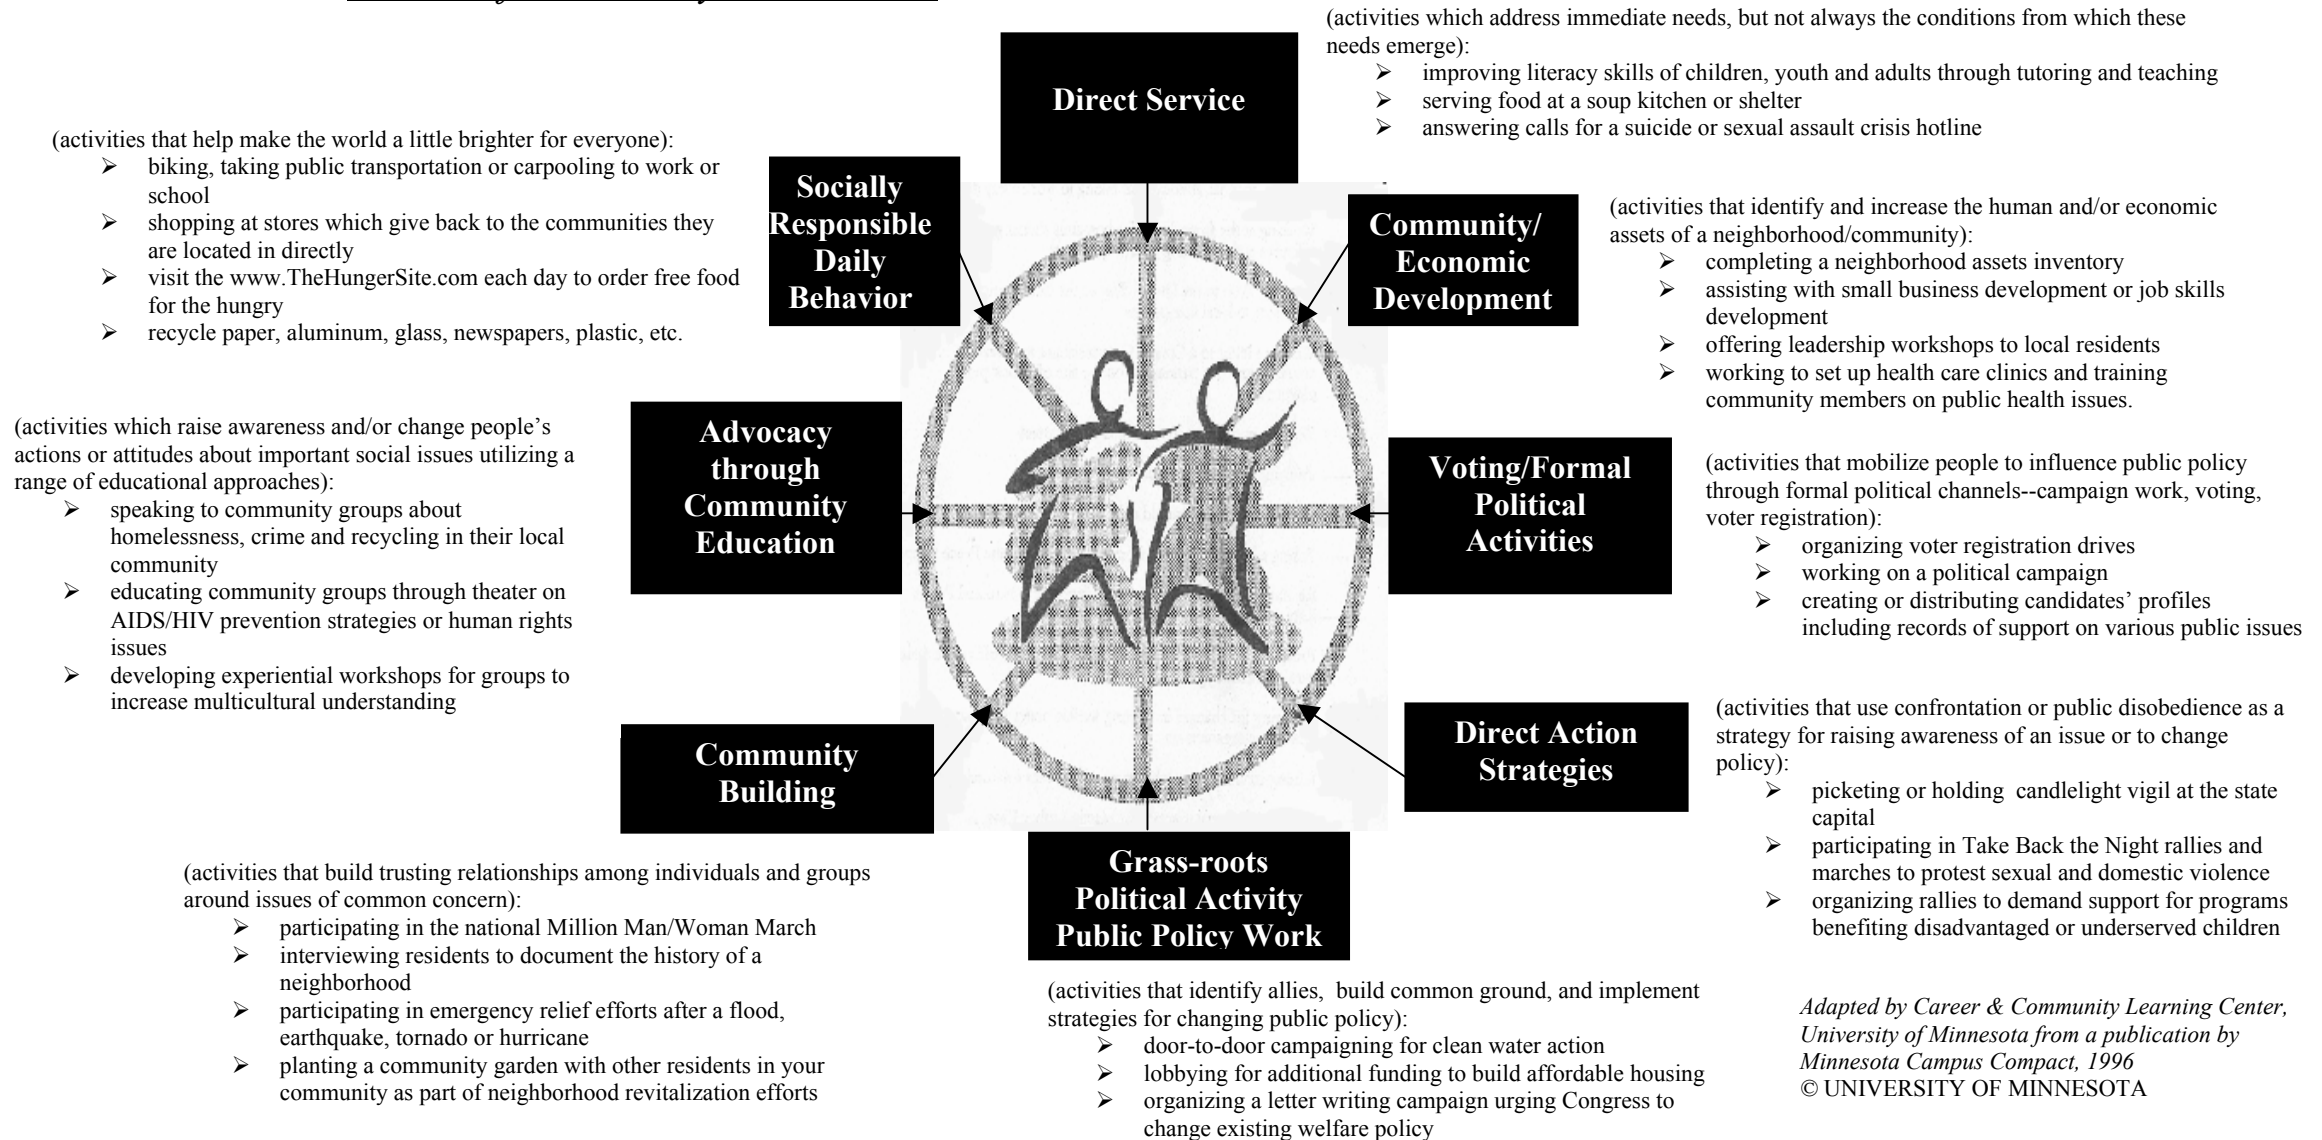 Direct Service
(activities which address immediate needs, but not always the conditions from which these
needs emerge):
➢ improving literacy skills of children, youth and adults through tutoring and teaching
➢ serving food at a soup kitchen or shelter
➢ answering calls for a suicide or sexual assault crisis hotline
Socially
Responsible
Daily
Behavior
(activities that help make the world a little brighter for everyone):
➢ biking, taking public transportation or carpooling to work or
school
➢ shopping at stores which give back to the communities they
are located in directly
➢ visit the www.TheHungerSite.com each day to order free food
for the hungry
➢ recycle paper, aluminum, glass, newspapers, plastic, etc.
Community/
Economic
Development
(activities that identify and increase the human and/or economic
assets of a neighborhood/community):
➢ completing a neighborhood assets inventory
➢ assisting with small business development or job skills
development
➢ offering leadership workshops to local residents
➢ working to set up health care clinics and training
community members on public health issues.
Advocacy
through
Community
Education
(activities which raise awareness and/or change people’s
actions or attitudes about important social issues utilizing a
range of educational approaches):
➢ speaking to community groups about
homelessness, crime and recycling in their local
community
➢ educating community groups through theater on
AIDS/HIV prevention strategies or human rights
issues
➢ developing experiential workshops for groups to
increase multicultural understanding
Voting/Formal
Political
Activities
(activities that mobilize people to influence public policy
through formal political channels--campaign work, voting,
voter registration):
➢ organizing voter registration drives
➢ working on a political campaign
➢ creating or distributing candidates’ profiles
including records of support on various public issues
Community
Building
(activities that build trusting relationships among individuals and groups
around issues of common concern):
➢ participating in the national Million Man/Woman March
➢ interviewing residents to document the history of a
neighborhood
➢ participating in emergency relief efforts after a flood,
earthquake, tornado or hurricane
➢ planting a community garden with other residents in your
community as part of neighborhood revitalization efforts
Direct Action
Strategies
(activities that use confrontation or public disobedience as a
strategy for raising awareness of an issue or to change
policy):
➢ picketing or holding candlelight vigil at the state
capital
➢ participating in Take Back the Night rallies and
marches to protest sexual and domestic violence
➢ organizing rallies to demand support for programs
benefiting disadvantaged or underserved children
Grass-roots
Political Activity
Public Policy Work
(activities that identify allies, build common ground, and implement
strategies for changing public policy):
➢ door-to-door campaigning for clean water action
➢ lobbying for additional funding to build affordable housing
➢ organizing a letter writing campaign urging Congress to
change existing welfare policy
Adapted by Career & Community Learning Center,
University of Minnesota from a publication by
Minnesota Campus Compact, 1996
© UNIVERSITY OF MINNESOTA